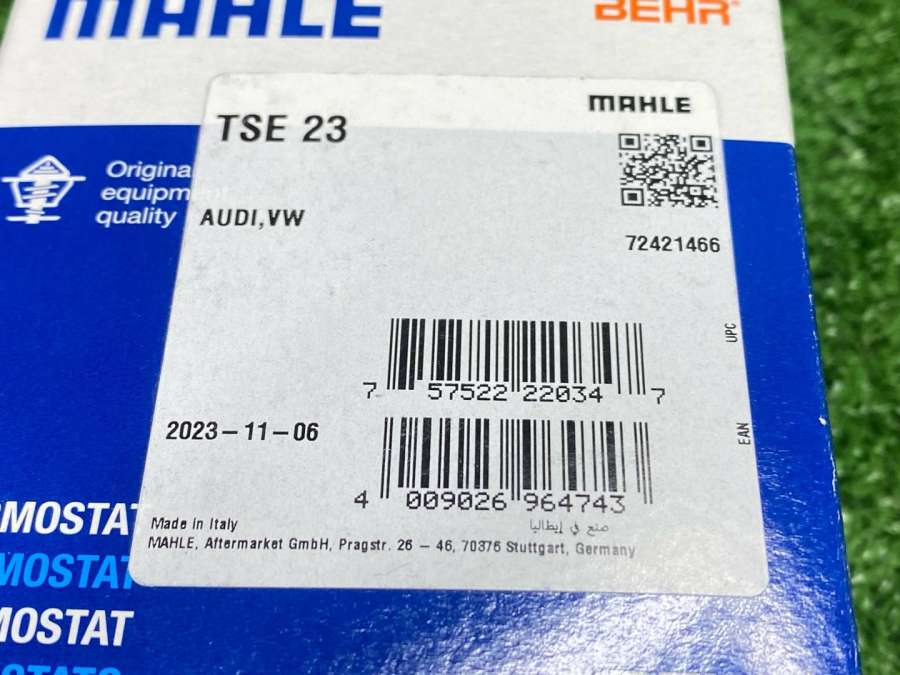 MAHLE
BEHR
TSE 23
MAHLE
Original
equipm
quality
AUDI,VW
72421466
UPC
7 57522 22034 7
2023-11-06
EAN
4 009026 964743
Made in Italy
صنع في إيطاليا
MAHLE, Aftermarket GmbH, Pragstr. 26 – 46, 70376 Stuttgart, Germany
MOSTAT
MOSTAT
MOSTAT